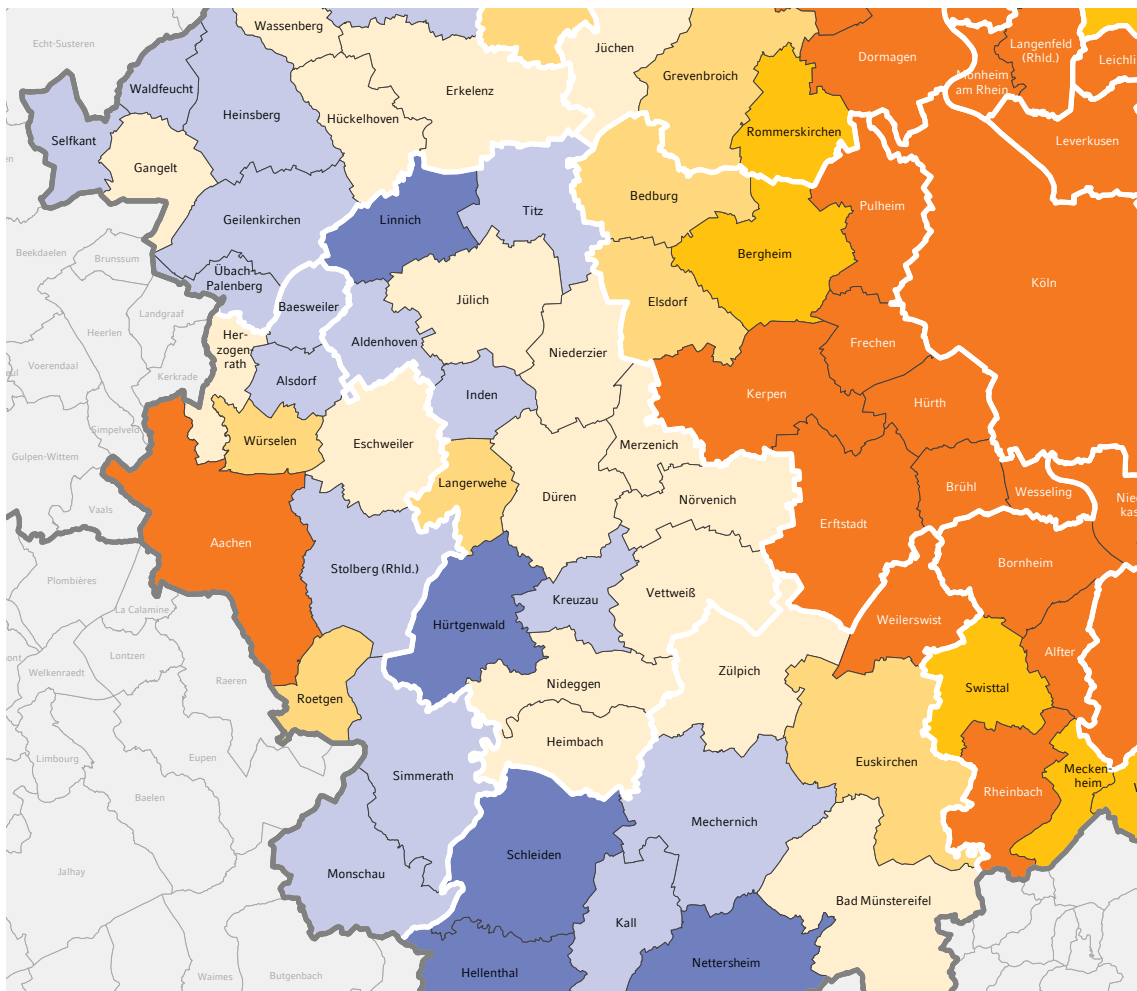 Echt-Susteren
Wassenberg
Jüchen
Dormagen
Langenfeld
(Rhld.)
Leichli
Grevenbroich
Monheim
am Rhein
Waldfeucht
Erkelenz
Heinsberg
Hückelhoven
Rommerskirchen
Selfkant
Leverkusen
Gangelt
Bedburg
Pulheim
Titz
Linnich
Geilenkirchen
Beekdaelen
Brunssum
Bergheim
Übach-
Palenberg
Köln
Jülich
Elsdorf
Baesweiler
Landgraaf
Heerlen
Her-
zogen-
rath
Aldenhoven
Frechen
Niederzier
Voerendaal
Kerkrade
Alsdorf
Inden
Kerpen
Hürth
Simpelveld
Würselen
Eschweiler
Merzenich
Gulpen-Wittem
Langerwehe
Düren
Nörvenich
Brühl
Wesseling
Nied
kas
Vaals
Erftstadt
Aachen
Bornheim
Stolberg (Rhld.)
Plombières
Kreuzau
Vettweiß
La Calamine
Hürtgenwald
Weilerswist
ont
Lontzen
Alfter
Welkenraedt
Zülpich
Raeren
Nideggen
Swisttal
Roetgen
Heimbach
Limbourg
Eupen
Euskirchen
Simmerath
Mecken-
heim
Rheinbach
W
Baelen
Mechernich
Schleiden
Jalhay
Monschau
Bad Münstereifel
Kall
Nettersheim
Hellenthal
Waimes
Butgenbach